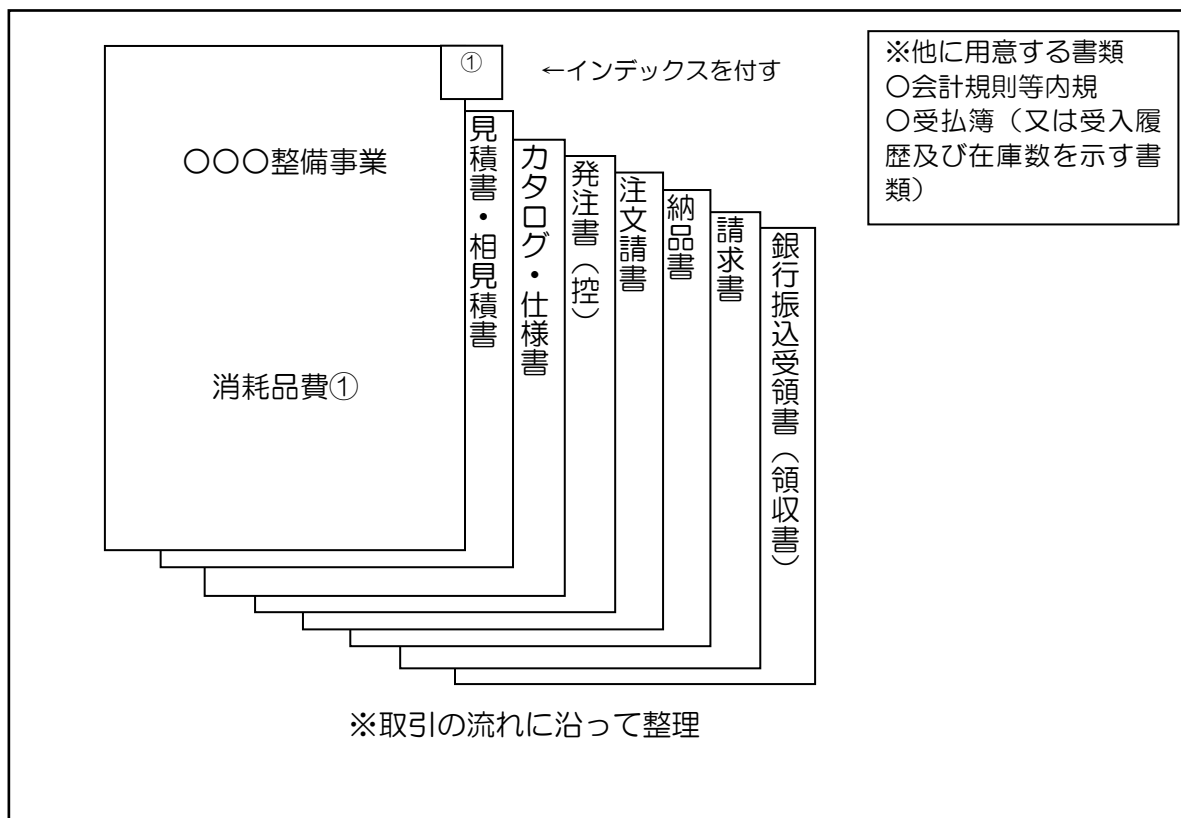 ①
←インデックスを付す
〇〇〇整備事業
消耗品費①
見積書・相見積書
カタログ・仕様書
発注書（控）
注文請書
納品書
請求書
銀行振込受領書（領収書）
※取引の流れに沿って整理
※他に用意する書類
〇会計規則等内規
〇受払簿（又は受入履
歴及び在庫数を示す書
類）